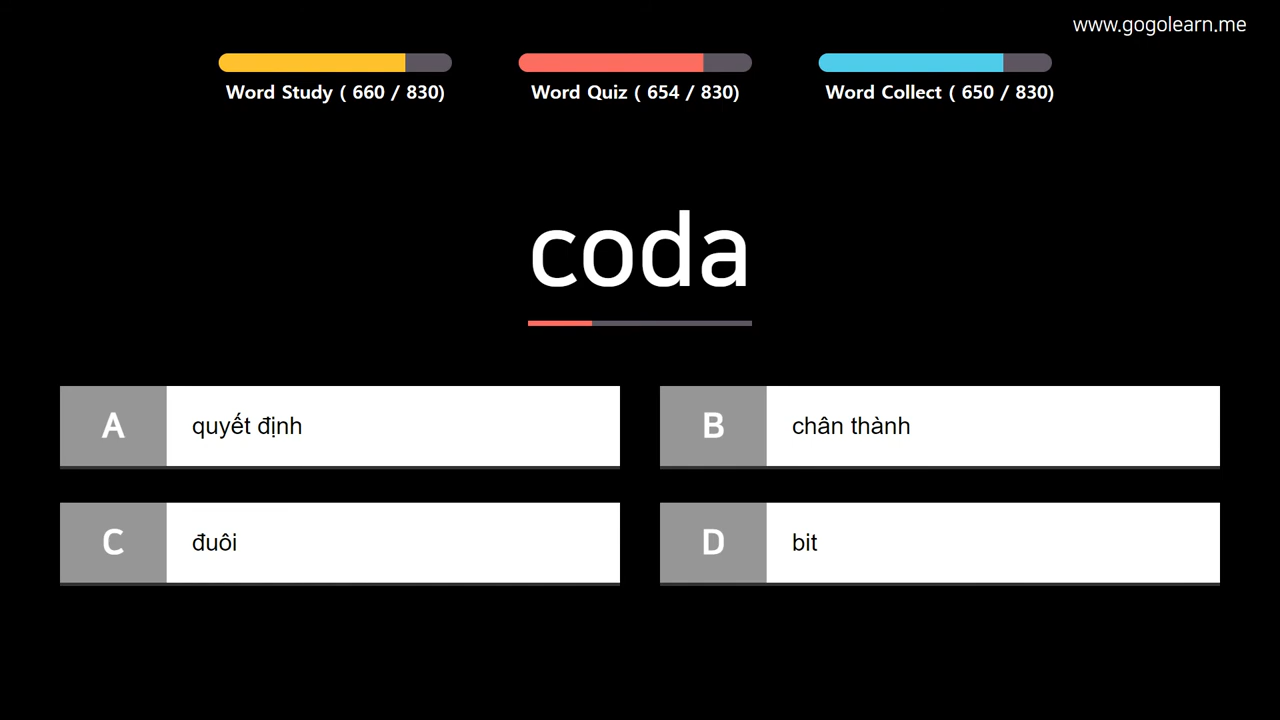 www.gogolearn.me
Word Study ( 660 / 830)
Word Quiz ( 654 / 830)
Word Collect ( 650 / 830)
coda
A quyết định
B chân thành
C đuôi
D bit